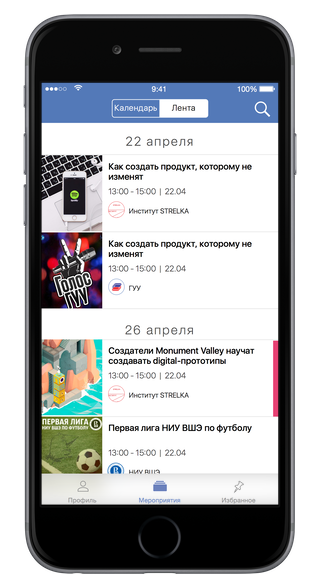 9:41
100%
Календарь
Лента
22 апреля
Как создать продукт, которому не
изменят
13:00 - 15:00 | 22.04
Институт STRELKA
Голос
ГУУ
Как создать продукт, которому не
изменят
13:00 - 15:00 | 22.04
ГУУ
26 апреля
Создатели Monument Valley научат
создавать digital-прототипы
13:00 - 15:00 | 22.04
Институт STRELKA
ПЕРВАЯ ЛИГА
НИУ ВШЭ ПО ФУТБОЛУ
Первая лига НИУ ВШЭ по футболу
13:00 - 15:00 | 22.04
НИУ ВШЭ
Профиль
Мероприятия
Избранное